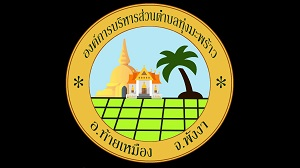 องค์การบริหารส่วนตำบลทุ่งมะพร้าว
อ.ท้ายเหมือง จ.พังงา